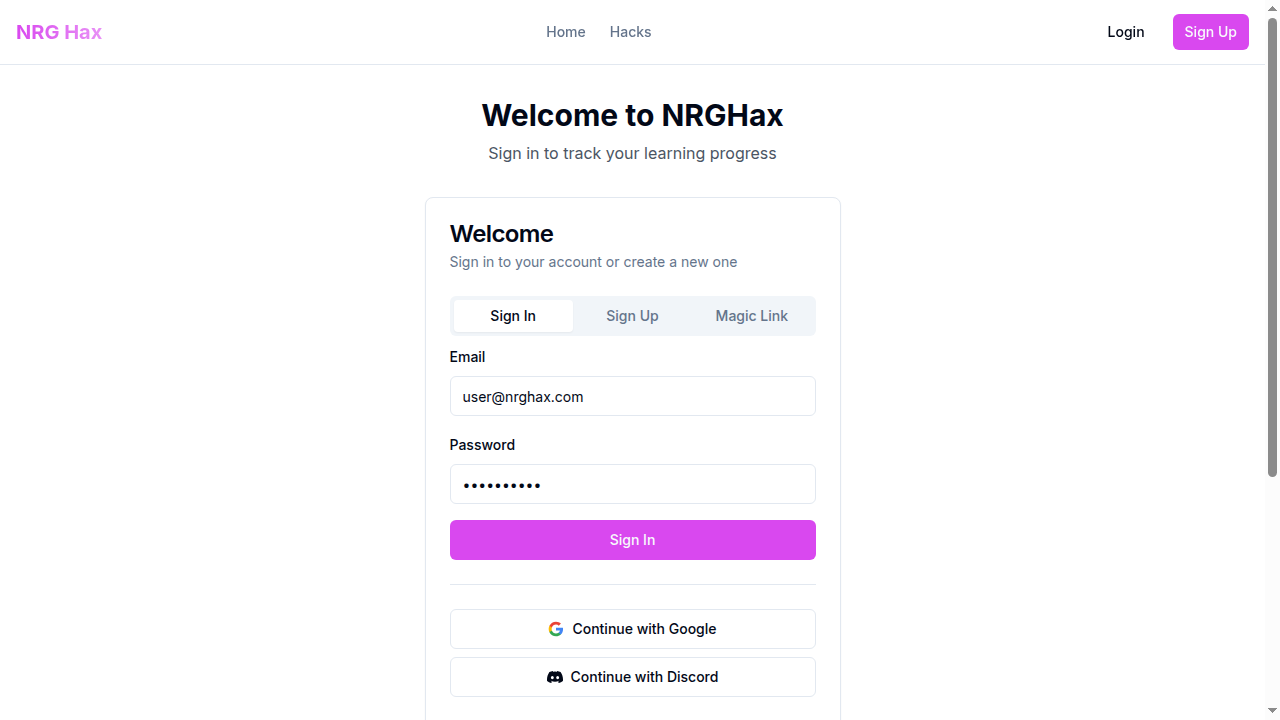 NRG Hax
Home
Hacks
Login
Sign Up
Welcome to NRGHax
Sign in to track your learning progress
Welcome
Sign in to your account or create a new one
Sign In
Sign Up
Magic Link
Email
user@nrghax.com
Password
••••••••••
Sign In
Continue with Google
Continue with Discord